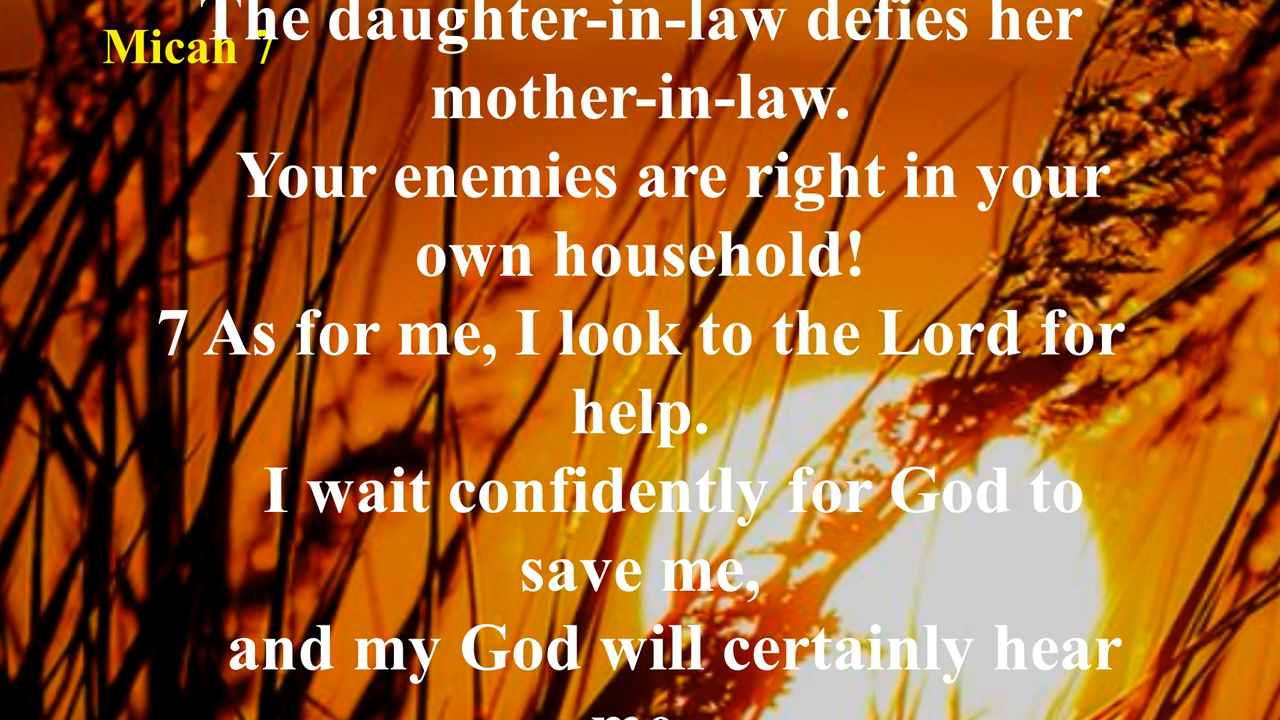 The daughter-in-law defies her
Micah 7
mother-in-law.
Your enemies are right in your
own household!
7 As for me, I look to the Lord for
help.
I wait confidently for God to
save me,
and my God will certainly hear
me